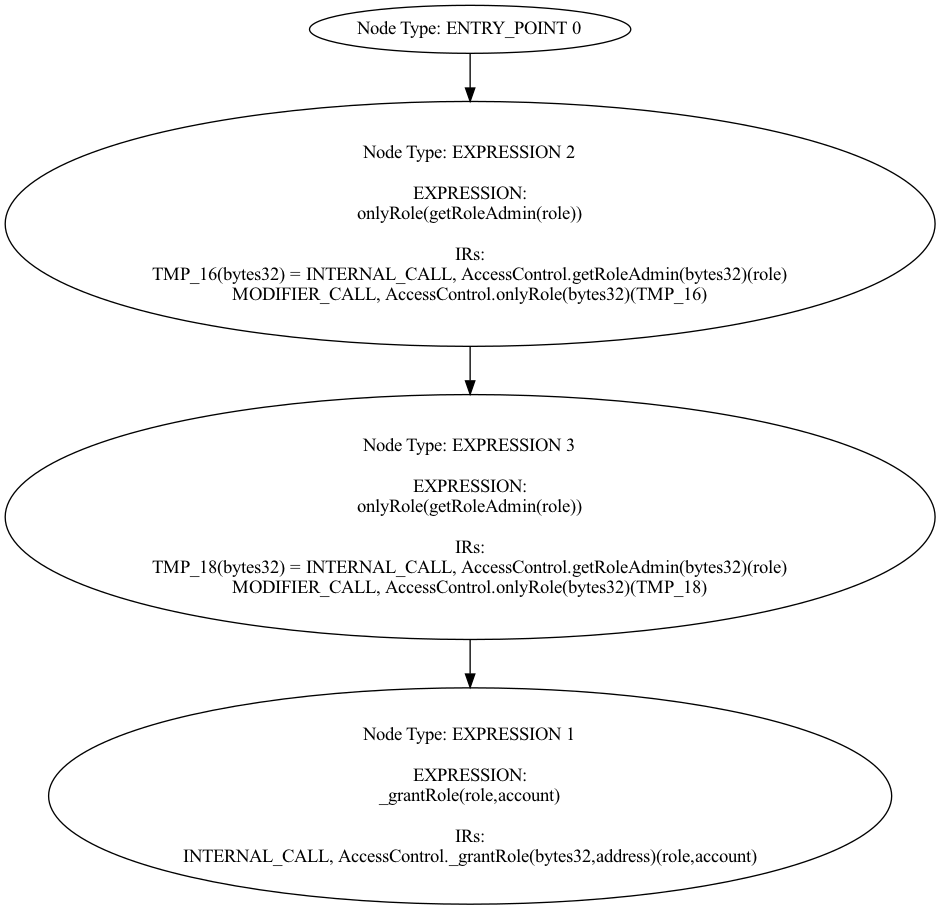 Node Type: ENTRY_POINT 0
Node Type: EXPRESSION 2
EXPRESSION:
onlyRole(getRoleAdmin(role))
IRs:
TMP_16(bytes32) = INTERNAL_CALL, AccessControl.getRoleAdmin(bytes32)(role)
MODIFIER_CALL, AccessControl.onlyRole(bytes32)(TMP_16)
Node Type: EXPRESSION 3
EXPRESSION:
onlyRole(getRoleAdmin(role))
IRs:
TMP_18(bytes32) = INTERNAL_CALL, AccessControl.getRoleAdmin(bytes32)(role)
MODIFIER_CALL, AccessControl.onlyRole(bytes32)(TMP_18)
Node Type: EXPRESSION 1
EXPRESSION:
_grantRole(role,account)
IRs:
INTERNAL_CALL, AccessControl._grantRole(bytes32,address)(role,account)